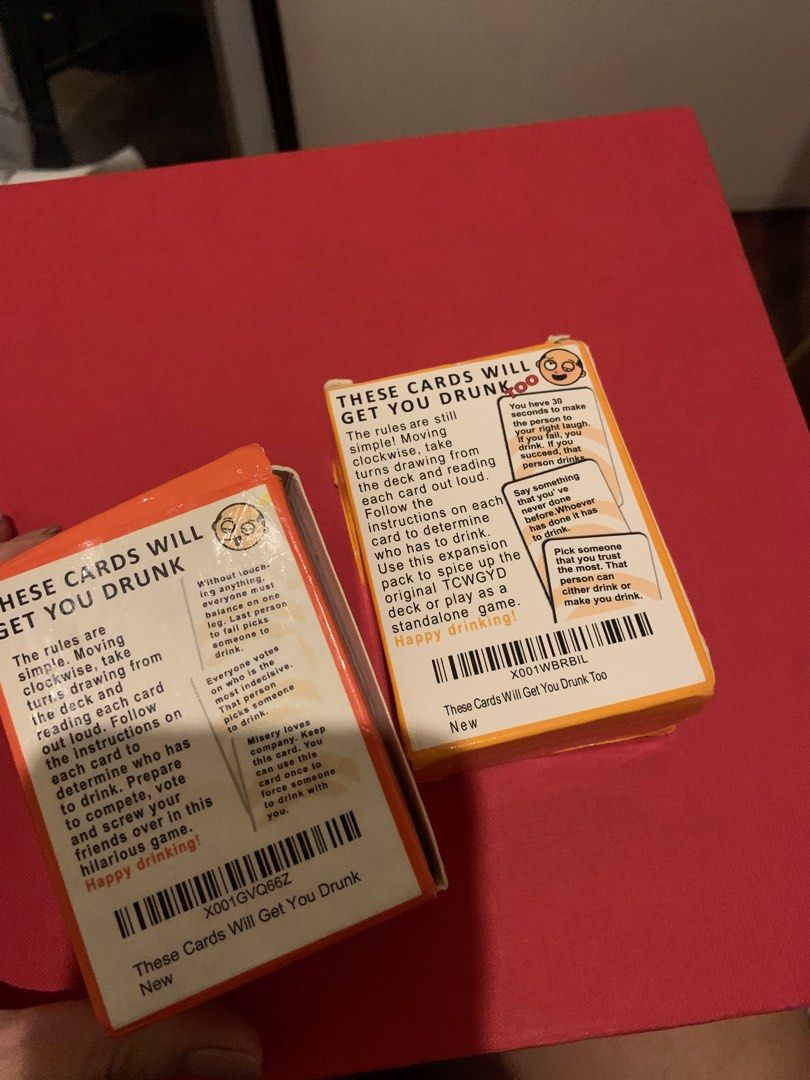 THESE CARDS WILL
GET YOU DRUNK
The rules are
simple. Moving
clockwise, take
turns drawing from
the deck and
reading each card
out loud. Follow
the instructions on
each card to
determine who has
to drink. Prepare
to compete, vote
and screw your
friends over in this
hilarious game.
Happy drinking!
Without touch-
ing anything,
everyone must
balance on one
leg. Last person
to fall picks
someone to
drink.
Everyone votes
on who is the
most indecisive.
That person
picks someone
to drink.
Misery loves
company. Keep
this card. You
can use this
card once to
force someone
to drink with
you.
X001GVQ66Z
These Cards Will Get You Drunk
New
THESE CARDS WILL
GET YOU DRUNK
TOO
The rules are still
simple! Moving
clockwise, take
turns drawing from
the deck and reading
each card out loud.
Follow the
instructions on each
card to determine
who has to drink.
Use this expansion
pack to spice up the
original TCWGYD
deck or play as a
standalone game.
Happy drinking!
You heve 30
seconds to make
the person to
your right laugh.
If you fail, you
drink. If you
succeed, that
person drinks.
Say something
that you' ve
never done
before.Whoever
has done it has
to drink.
Pick someone
that you trust
the most. That
person can
cither drink or
make you drink.
X001WBRBIL
These Cards Will Get You Drunk Too
New